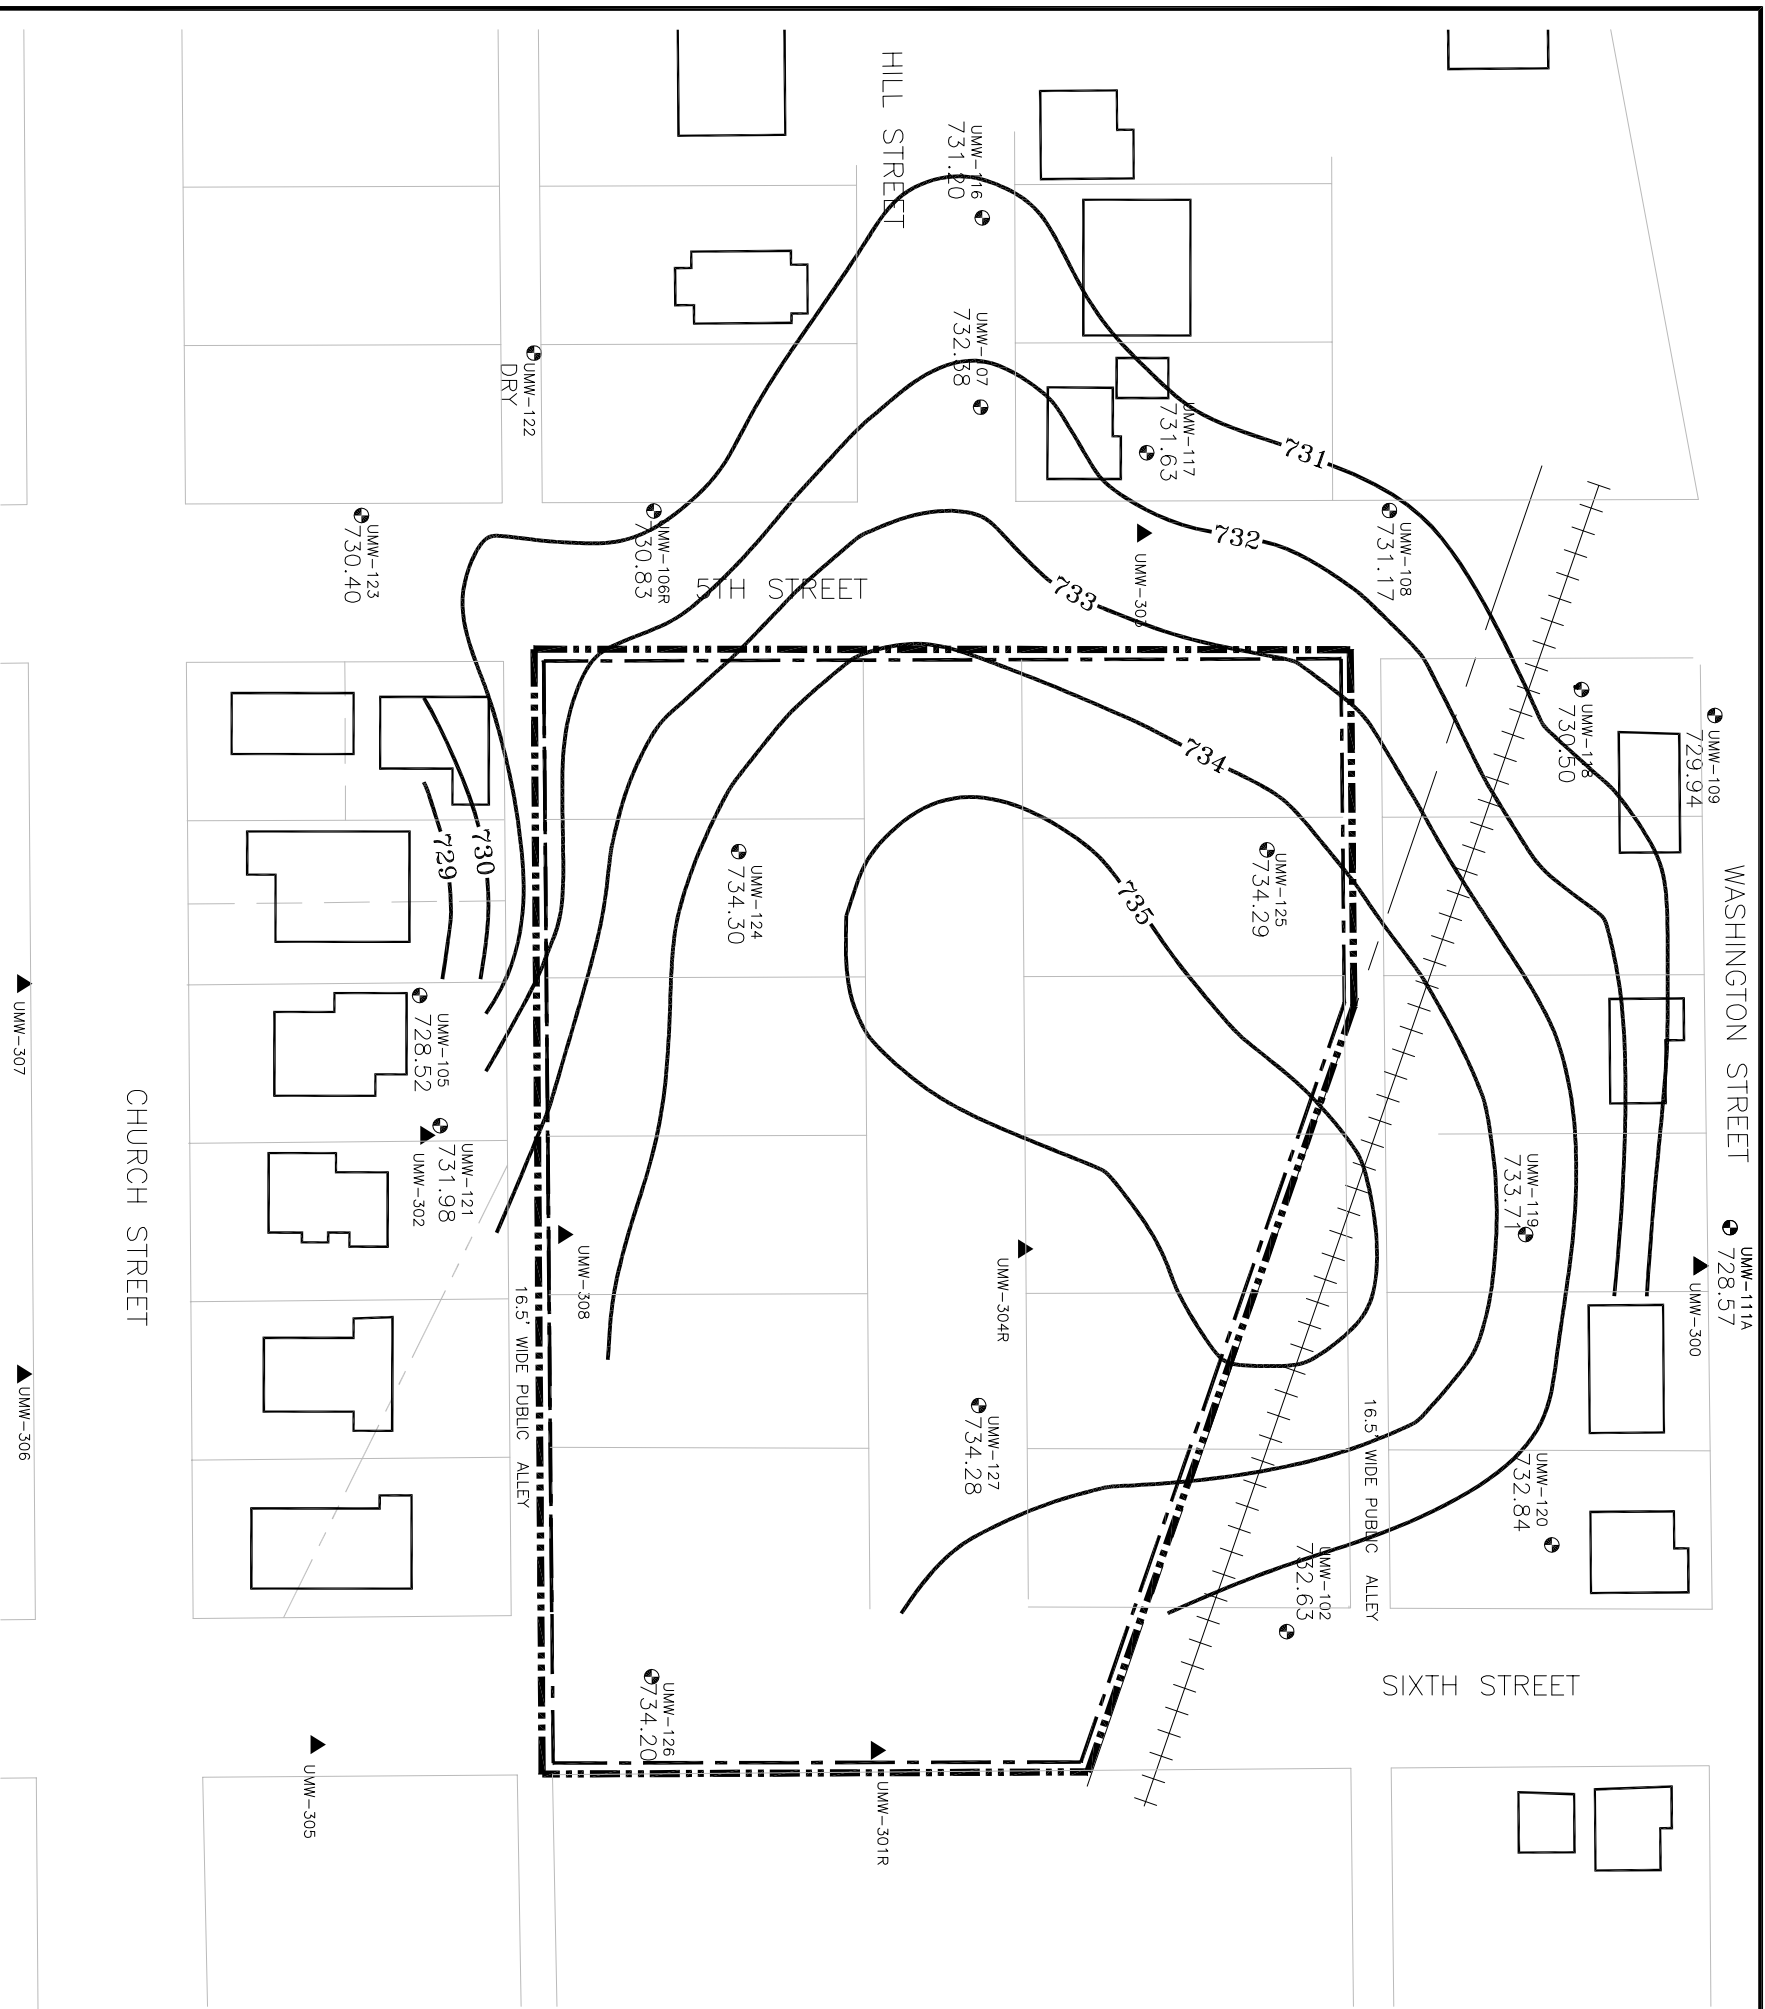 HILL STREET
UMW-116
731.20
UMW-107
732.38
UMW-117
731.63
731
UMW-122
DRY
UMW-123
730.40
UMW-106R
730.83
5TH STREET
732
733
UMW-108
731.17
734
UMW-118
730.50
UMW-109
729.94
729
730
UMW-124
734.30
735
UMW-125
734.29
WASHINGTON STREET
UMW-307
UMW-105
728.52
CHURCH STREET
UMW-121
731.98
UMW-302
UMW-308
UMW-304R
UMW-119
733.71
UMW-111A
728.57
UMW-300
16.5' WIDE PUBLIC ALLEY
UMW-306
UMW-127
734.28
16.5' WIDE PUBLIC ALLEY
UMW-120
732.84
UMW-102
732.63
SIXTH STREET
UMW-126
734.20
UMW-305
UMW-301R